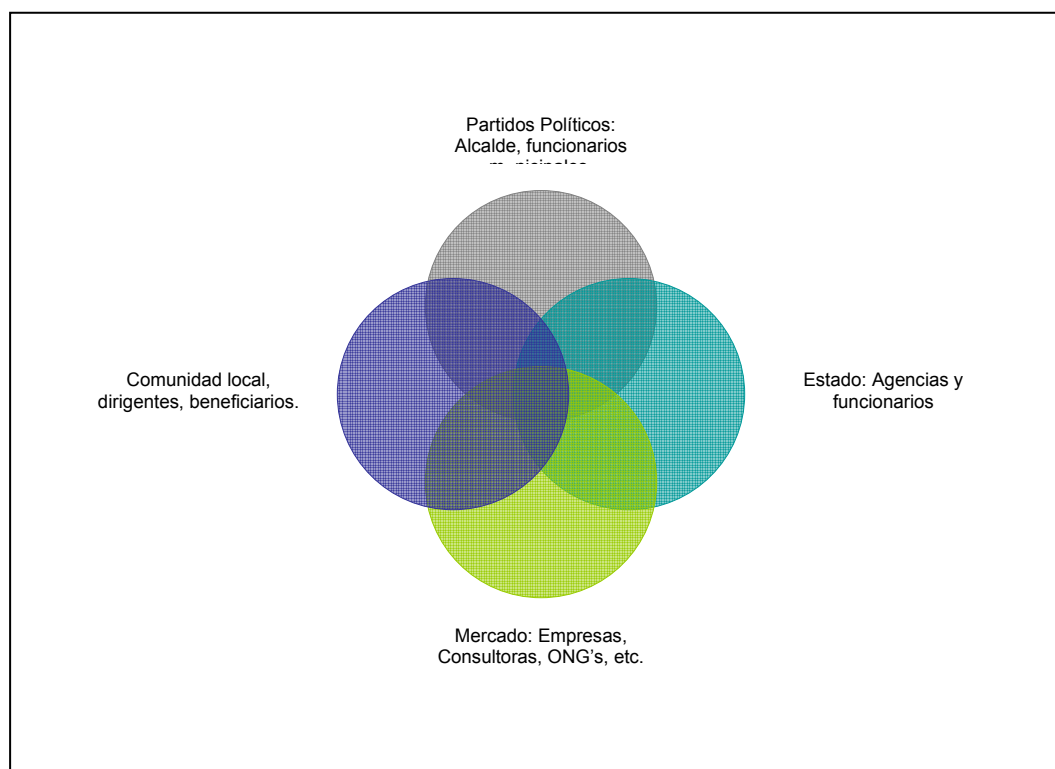 Partidos Políticos:
Alcalde, funcionarios
Comunidad local,
dirigentes, beneficiarios.
Estado: Agencias y
funcionarios
Mercado: Empresas,
Consultoras, ONG’s, etc.